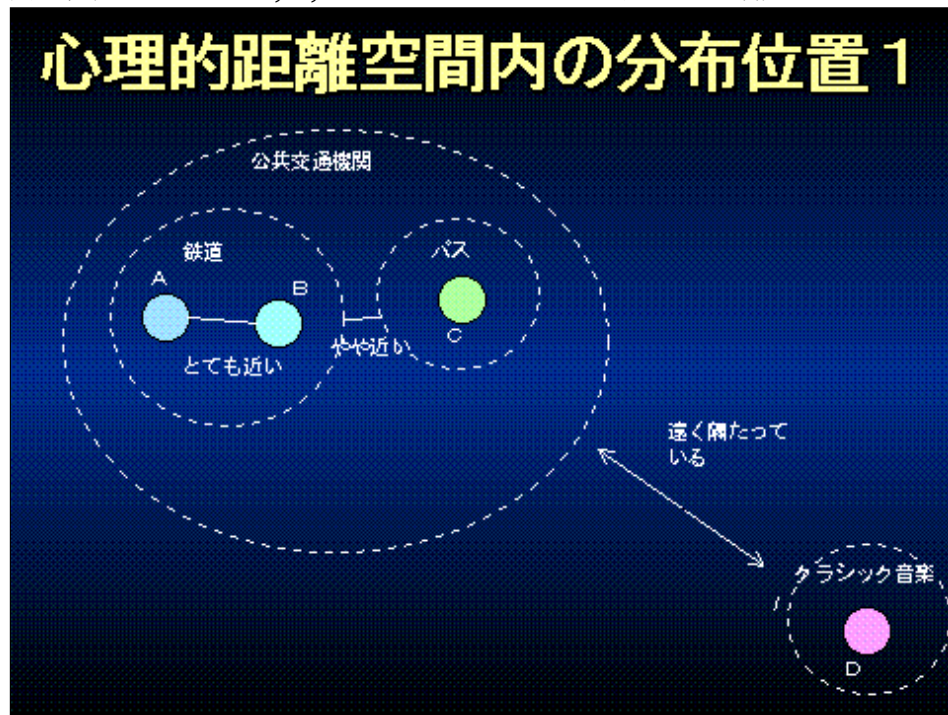 心理的距離空間内の分布位置１
公共交通機関
鉄道
バス
A
B
C
とても近い
やや近い
遠く隔たって
いる
クラシック音楽
D